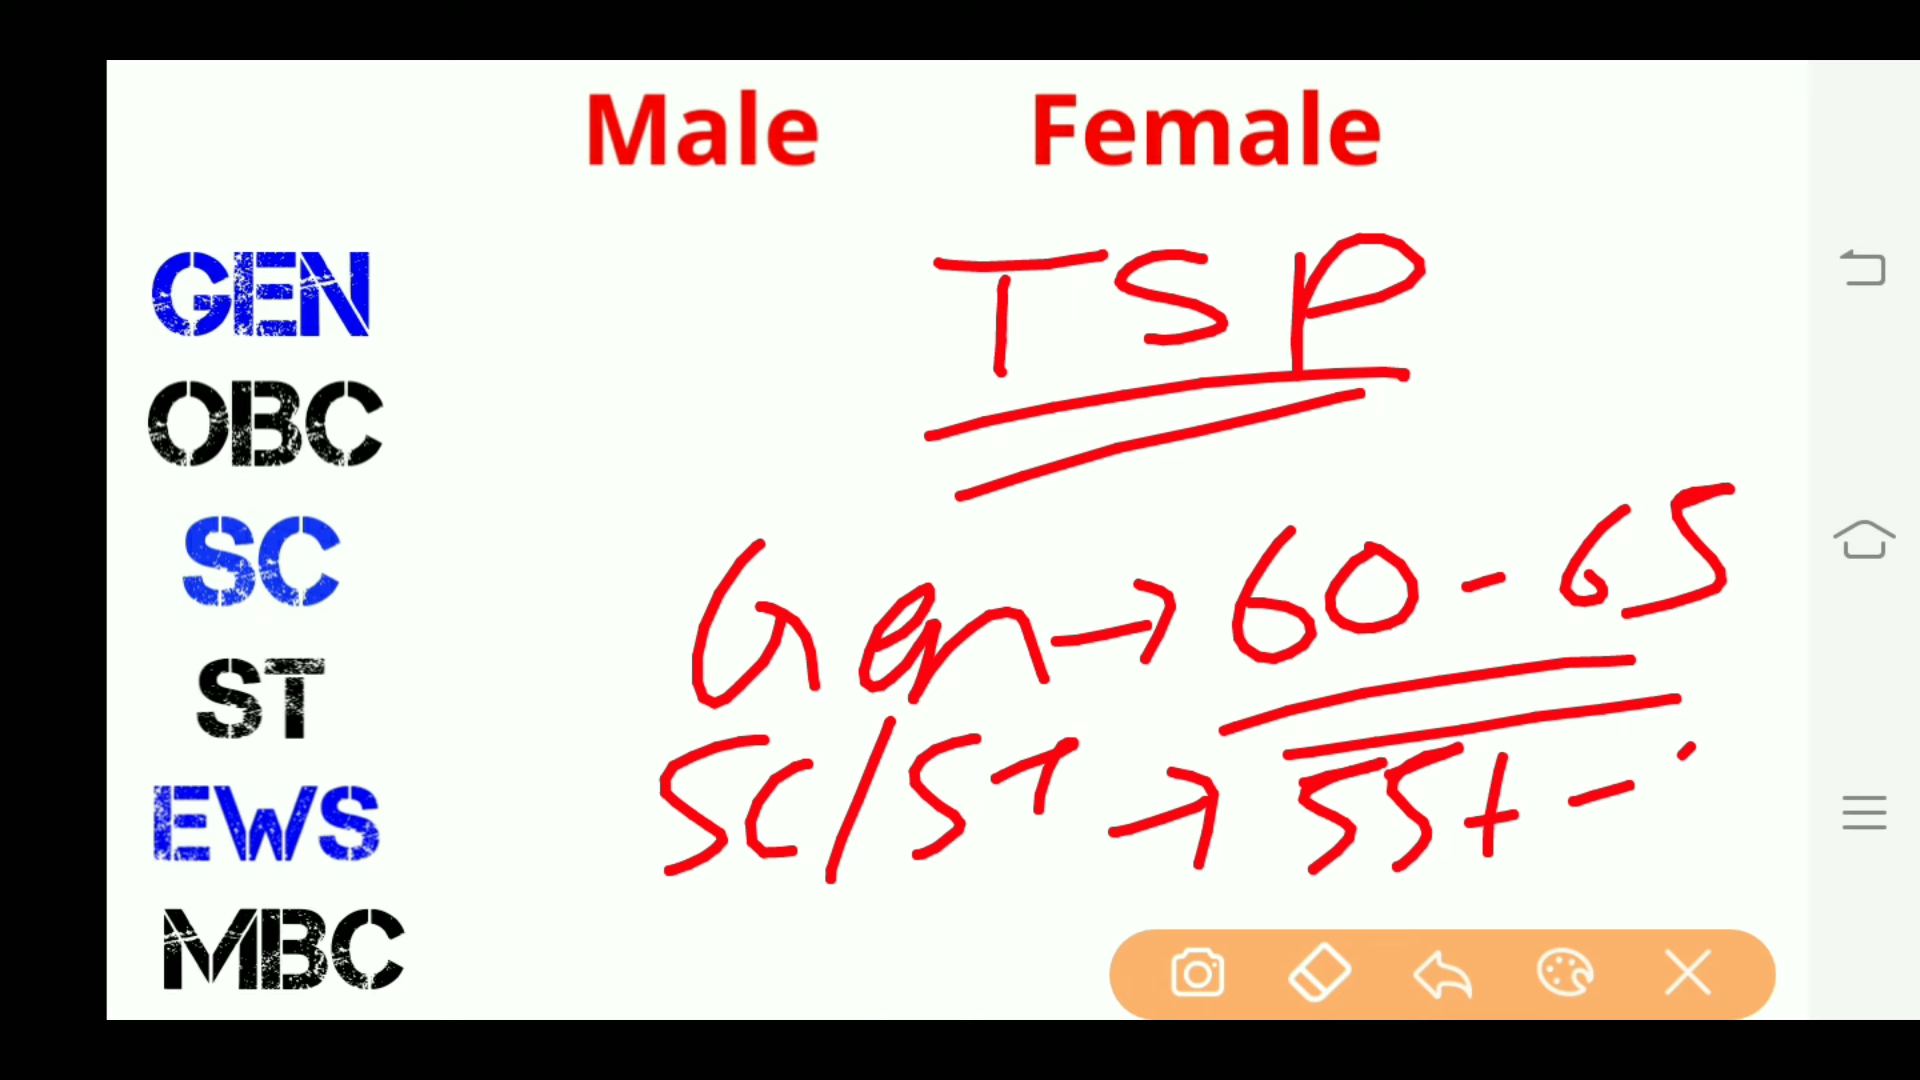 Male Female
GEN
TSP
OBC
SC
Gen → 60 - 65
ST
SC/ST → 55+ -
EWS
MBC